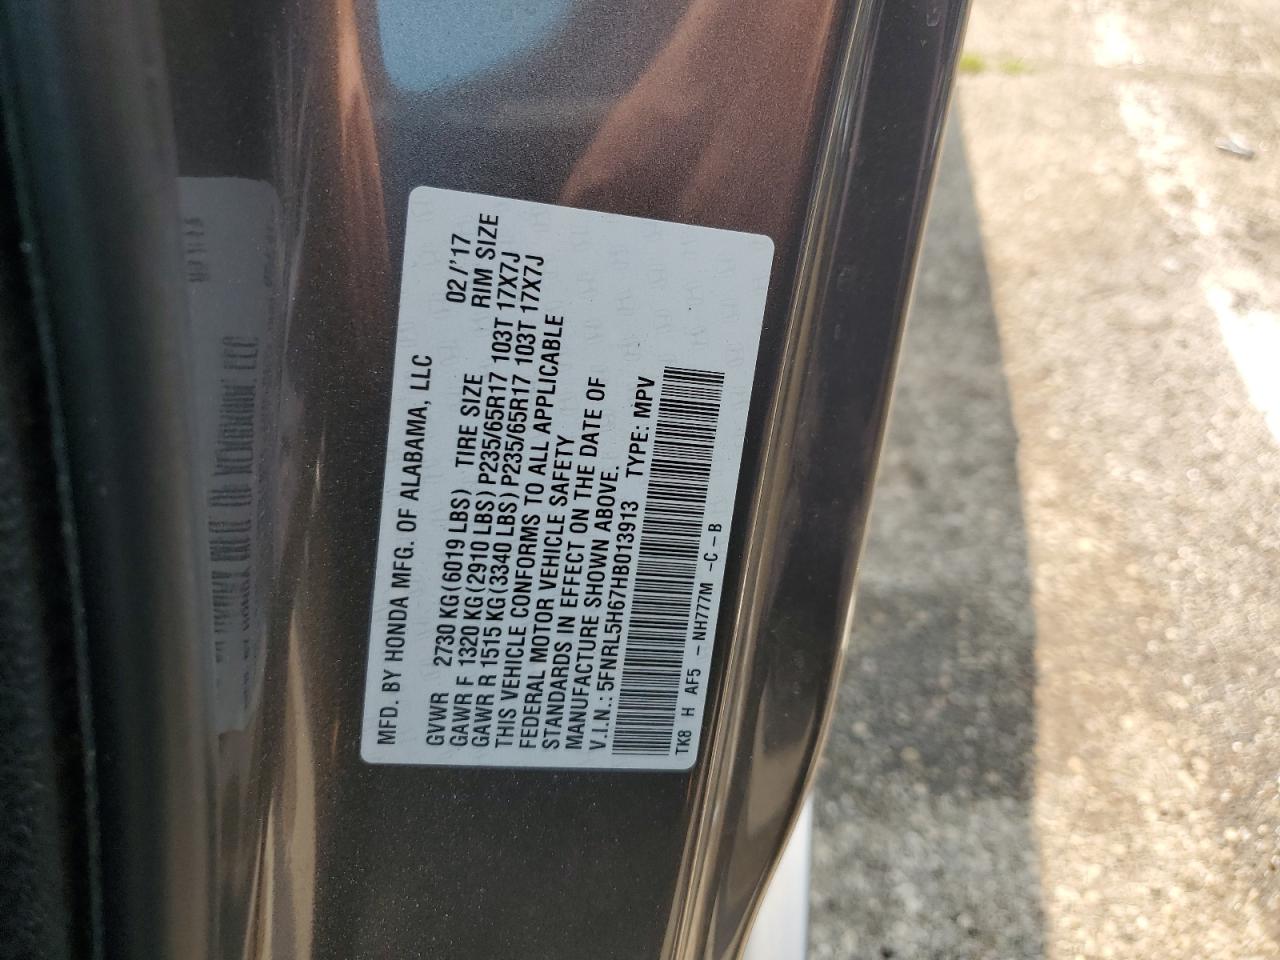 MFD. BY HONDA MFG. OF ALABAMA, LLC 02/'17
GVWR 2730 KG(6019 LBS) TIRE SIZE RIM SIZE
GAWR F 1320 KG(2910 LBS) P235/65R17 103T 17X7J
GAWR R 1515 KG(3340 LBS) P235/65R17 103T 17X7J
THIS VEHICLE CONFORMS TO ALL APPLICABLE
FEDERAL MOTOR VEHICLE SAFETY
STANDARDS IN EFFECT ON THE DATE OF
MANUFACTURE SHOWN ABOVE.
V.I.N.: 5FNRL5H67HB013913 TYPE: MPV
TK8 H AF5 - NH777M -C-B